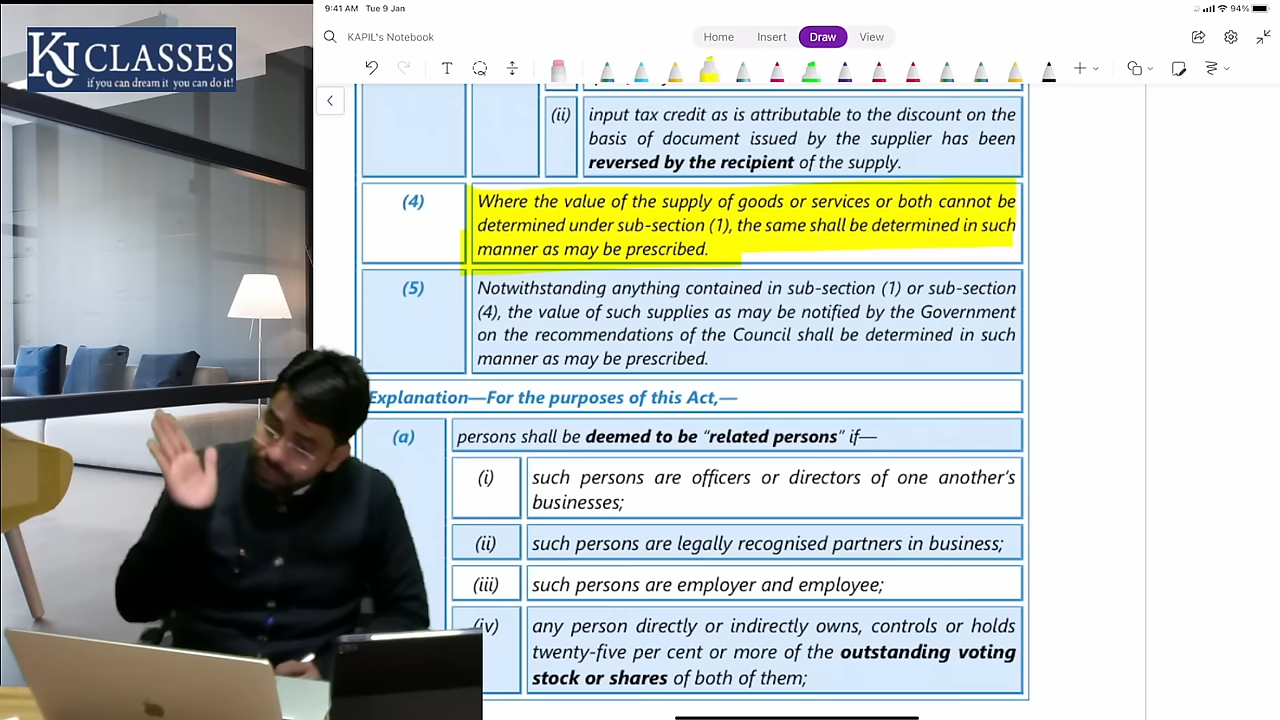 9:41 AM Tue 9 Jan
94%
KJ CLASSES
if you can dream it you can do it!
KAPIL's Notebook
Home Insert Draw View
(ii) input tax credit as is attributable to the discount on the
basis of document issued by the supplier has been
reversed by the recipient of the supply.
(4) Where the value of the supply of goods or services or both cannot be
determined under sub-section (1), the same shall be determined in such
manner as may be prescribed.
(5) Notwithstanding anything contained in sub-section (1) or sub-section
(4), the value of such supplies as may be notified by the Government
on the recommendations of the Council shall be determined in such
manner as may be prescribed.
Explanation—For the purposes of this Act,—
(a) persons shall be deemed to be "related persons" if—
(i) such persons are officers or directors of one another's
businesses;
(ii) such persons are legally recognised partners in business;
(iii) such persons are employer and employee;
(iv) any person directly or indirectly owns, controls or holds
twenty-five per cent or more of the outstanding voting
stock or shares of both of them;